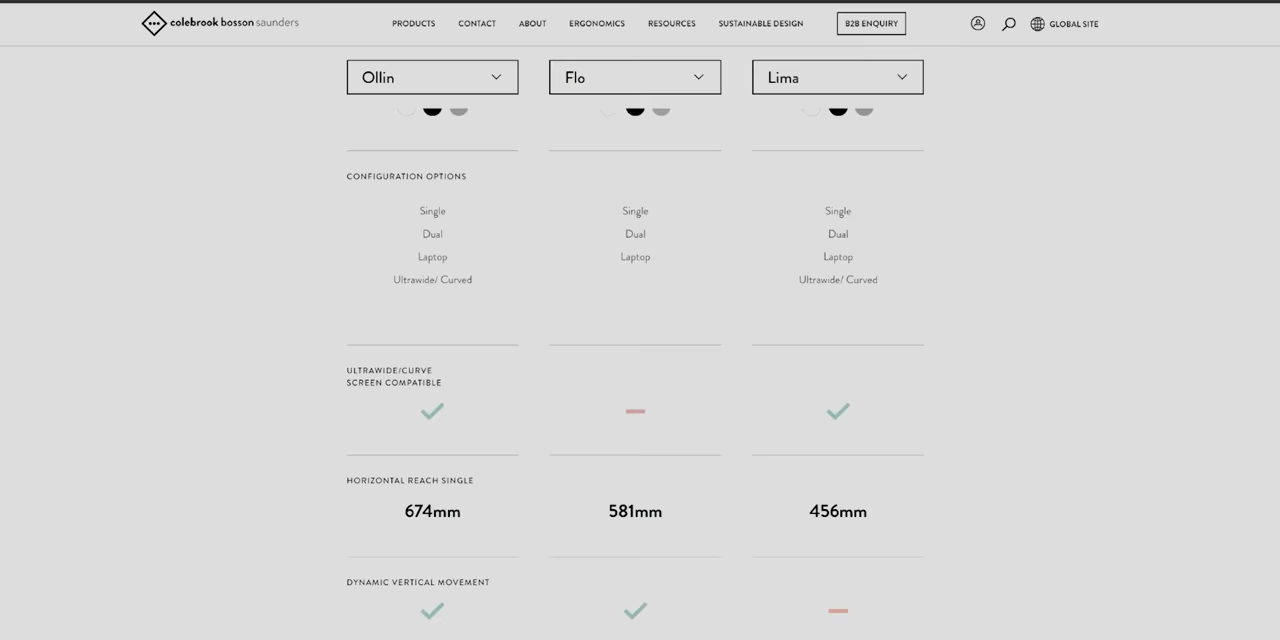 colebrook bosson saunders
PRODUCTS CONTACT ABOUT ERGONOMICS RESOURCES SUSTAINABLE DESIGN B2B ENQUIRY GLOBAL SITE
Ollin Flo Lima
CONFIGURATION OPTIONS
Single Single Single
Dual Dual Dual
Laptop Laptop Laptop
Ultrawide/ Curved Ultrawide/ Curved
ULTRAWIDE/CURVE
SCREEN COMPATIBLE
HORIZONTAL REACH SINGLE
674mm 581mm 456mm
DYNAMIC VERTICAL MOVEMENT